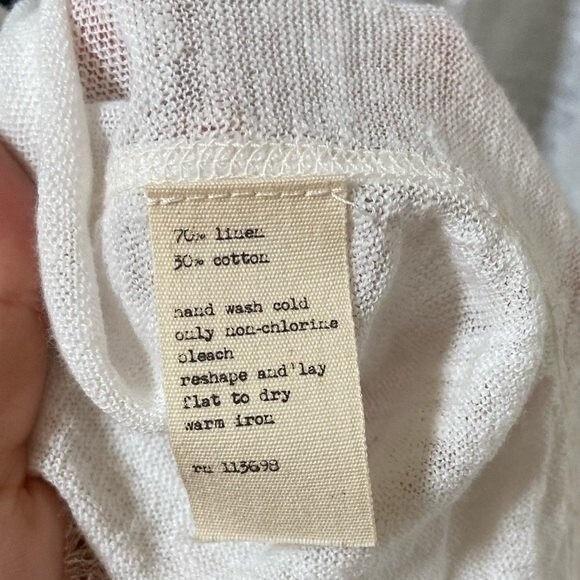 70% linen
30% cotton
hand wash cold
only non-chlorine
bleach
reshape and lay
flat to dry
warm iron
rn 113698